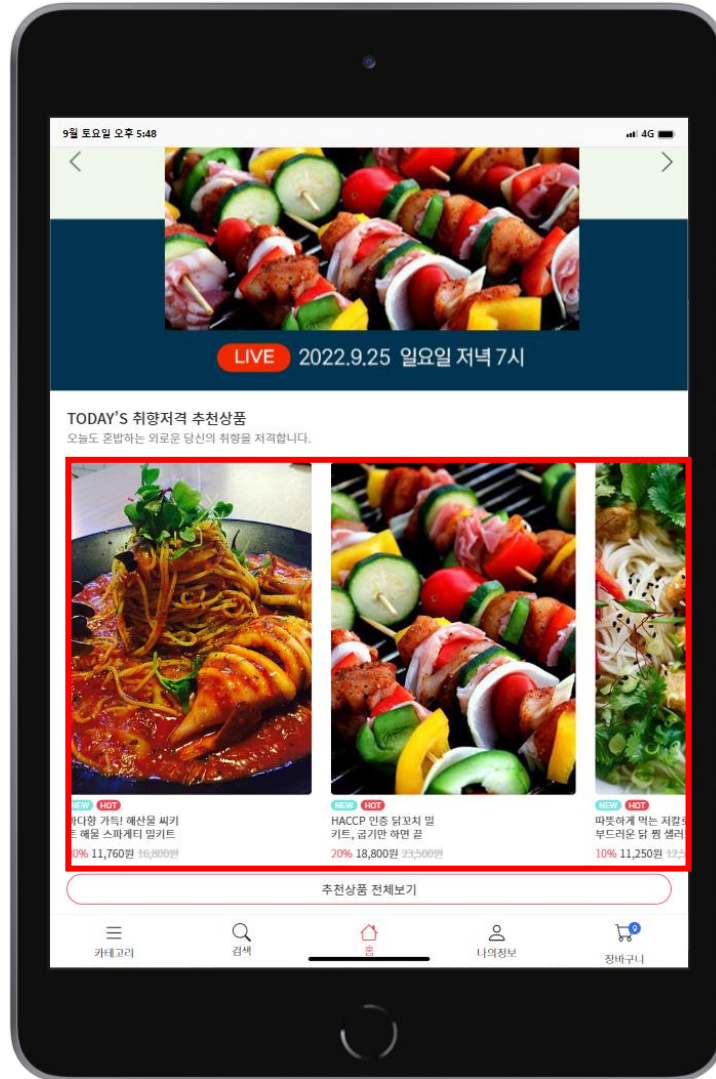 9월 토요일 오후 5:48
4G
LIVE 2022.9.25 일요일 저녁 7시
TODAY'S 취향저격 추천상품
오늘도 혼밥하는 외로운 당신의 취향을 저격합니다.
NEW HOT
바다향 가득! 해산물 씨키
트 해물 스파게티 밀키트
30% 11,760원 16,800원
NEW HOT
HACCP 인증 닭꼬치 밀
키트, 굽기만 하면 끝
20% 18,800원 23,500원
NEW HOT
따뜻하게 먹는 저칼로
부드러운 닭 찜 샐러드
10% 11,250원 12,5
추천상품 전체보기
카테고리
검색
홈
나의정보
9
장바구니